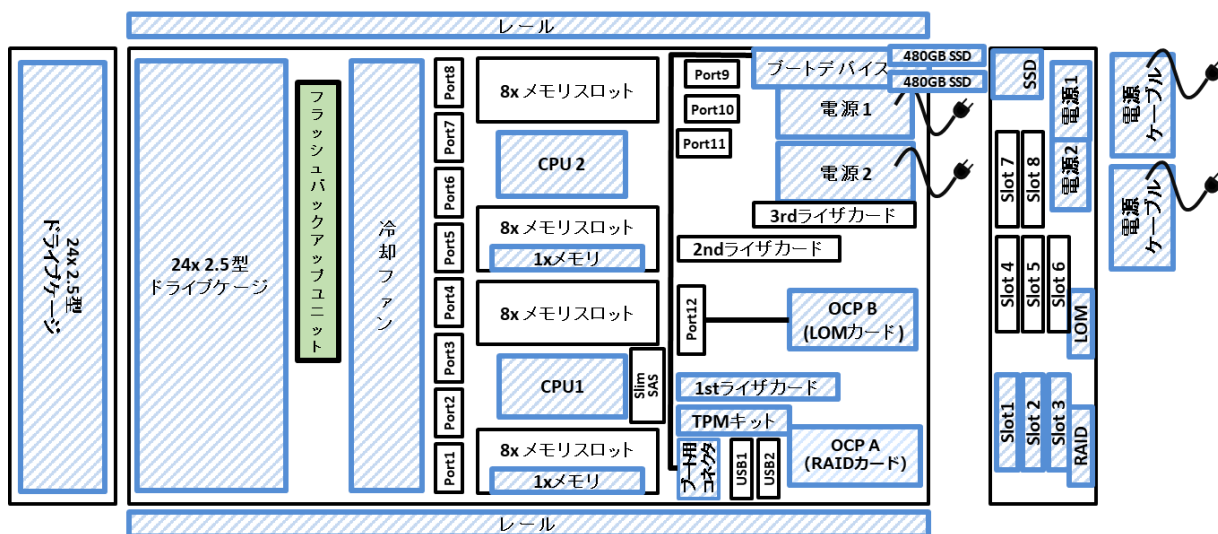 レール
24x 2.5型
ドライブケージ
24x 2.5型
ドライブケージ
フラッシュバックアップユニット
冷却ファン
Port8
Port7
Port6
Port5
Port4
Port3
Port2
Port1
8x メモリスロット
CPU 2
8x メモリスロット
1xメモリ
8x メモリスロット
CPU1
Slim
SAS
8x メモリスロット
1xメモリ
Port9
Port10
Port11
ブートデバイス
480GB SSD
480GB SSD
電源1
電源2
3rdライザカード
2ndライザカード
Port12
OCP B
(LOMカード)
1stライザカード
TPMキット
OCP A
(RAIDカード)
ブート用
コネクタ
USB1
USB2
SSD
電源1
電源2
Slot 7
Slot 8
Slot 4
Slot 5
Slot 6
LOM
Slot1
Slot 2
Slot 3
RAID
電源
ケーブル
電源
ケーブル
レール